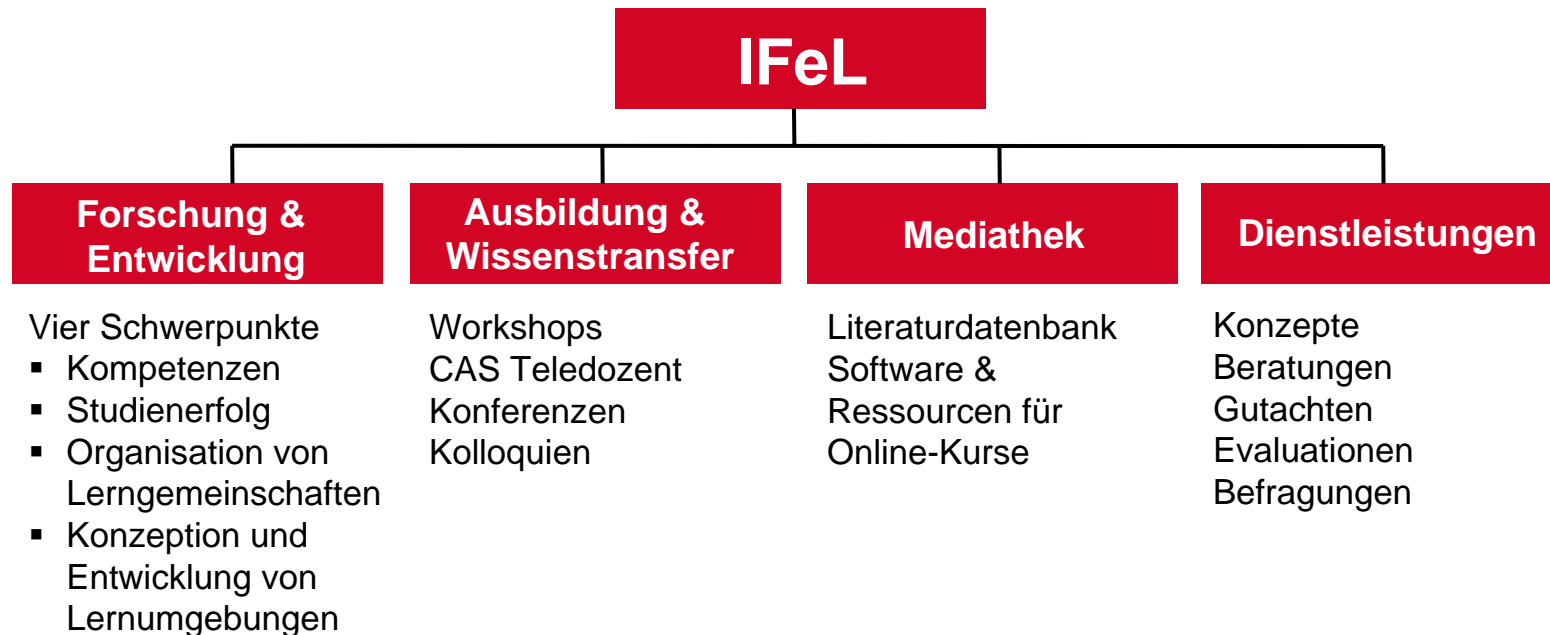 IFeL
Forschung &
Entwicklung
Vier Schwerpunkte
▪ Kompetenzen
▪ Studienerfolg
▪ Organisation von
Lerngemeinschaften
▪ Konzeption und
Entwicklung von
Lernumgebungen
Ausbildung &
Wissenstransfer
Workshops
CAS Teledozent
Konferenzen
Kolloquien
Mediathek
Literaturdatenbank
Software &
Ressourcen für
Online-Kurse
Dienstleistungen
Konzepte
Beratungen
Gutachten
Evaluationen
Befragungen